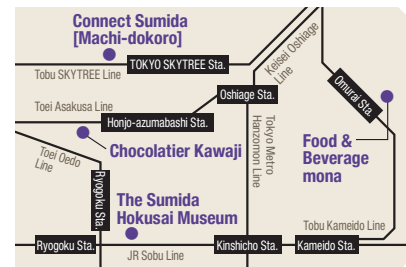 Connect Sumida
[Machi-dokoro]
TOKYO SKYTREE Sta.
Tobu SKYTREE Line
Keisei Oshiage
Line
Oshiage Sta.
Omurai Sta.
Toei Asakusa Line
Honjo-azumabashi Sta.
Tokyo Metro
Hanzomon Line
Food &
Beverage
mona
Toei Oedo
Line
Chocolatier Kawaji
Ryogoku Sta.
The Sumida
Hokusai Museum
Tobu Kameido Line
Ryogoku Sta.
JR Sobu Line
Kinshicho Sta.
Kameido Sta.